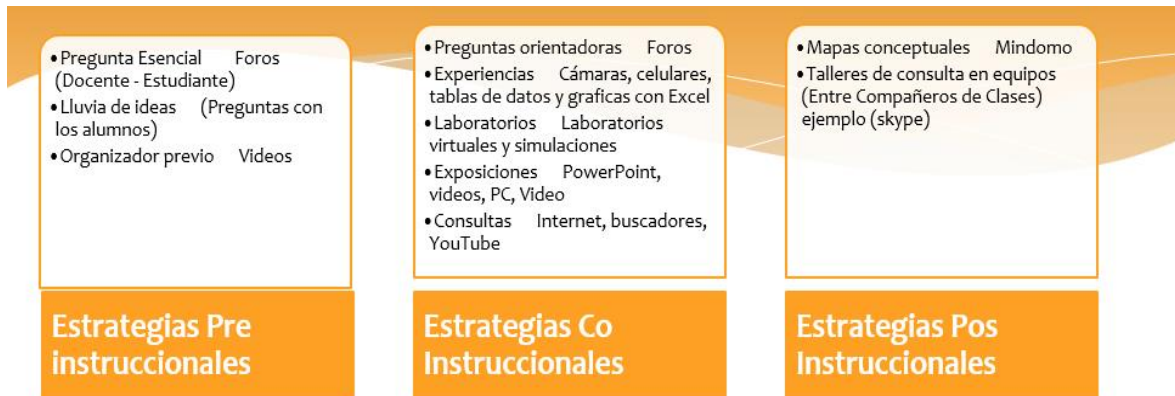 •Pregunta Esencial Foros
(Docente - Estudiante)
•Lluvia de ideas (Preguntas con
los alumnos)
•Organizador previo Videos
Estrategias Pre
instruccionales
•Preguntas orientadoras Foros
•Experiencias Cámaras, celulares,
tablas de datos y graficas con Excel
•Laboratorios Laboratorios
virtuales y simulaciones
•Exposiciones PowerPoint,
videos, PC, Video
•Consultas Internet, buscadores,
YouTube
Estrategias Co
Instruccionales
•Mapas conceptuales Mindomo
•Talleres de consulta en equipos
(Entre Compañeros de Clases)
ejemplo (skype)
Estrategias Pos
Instruccionales